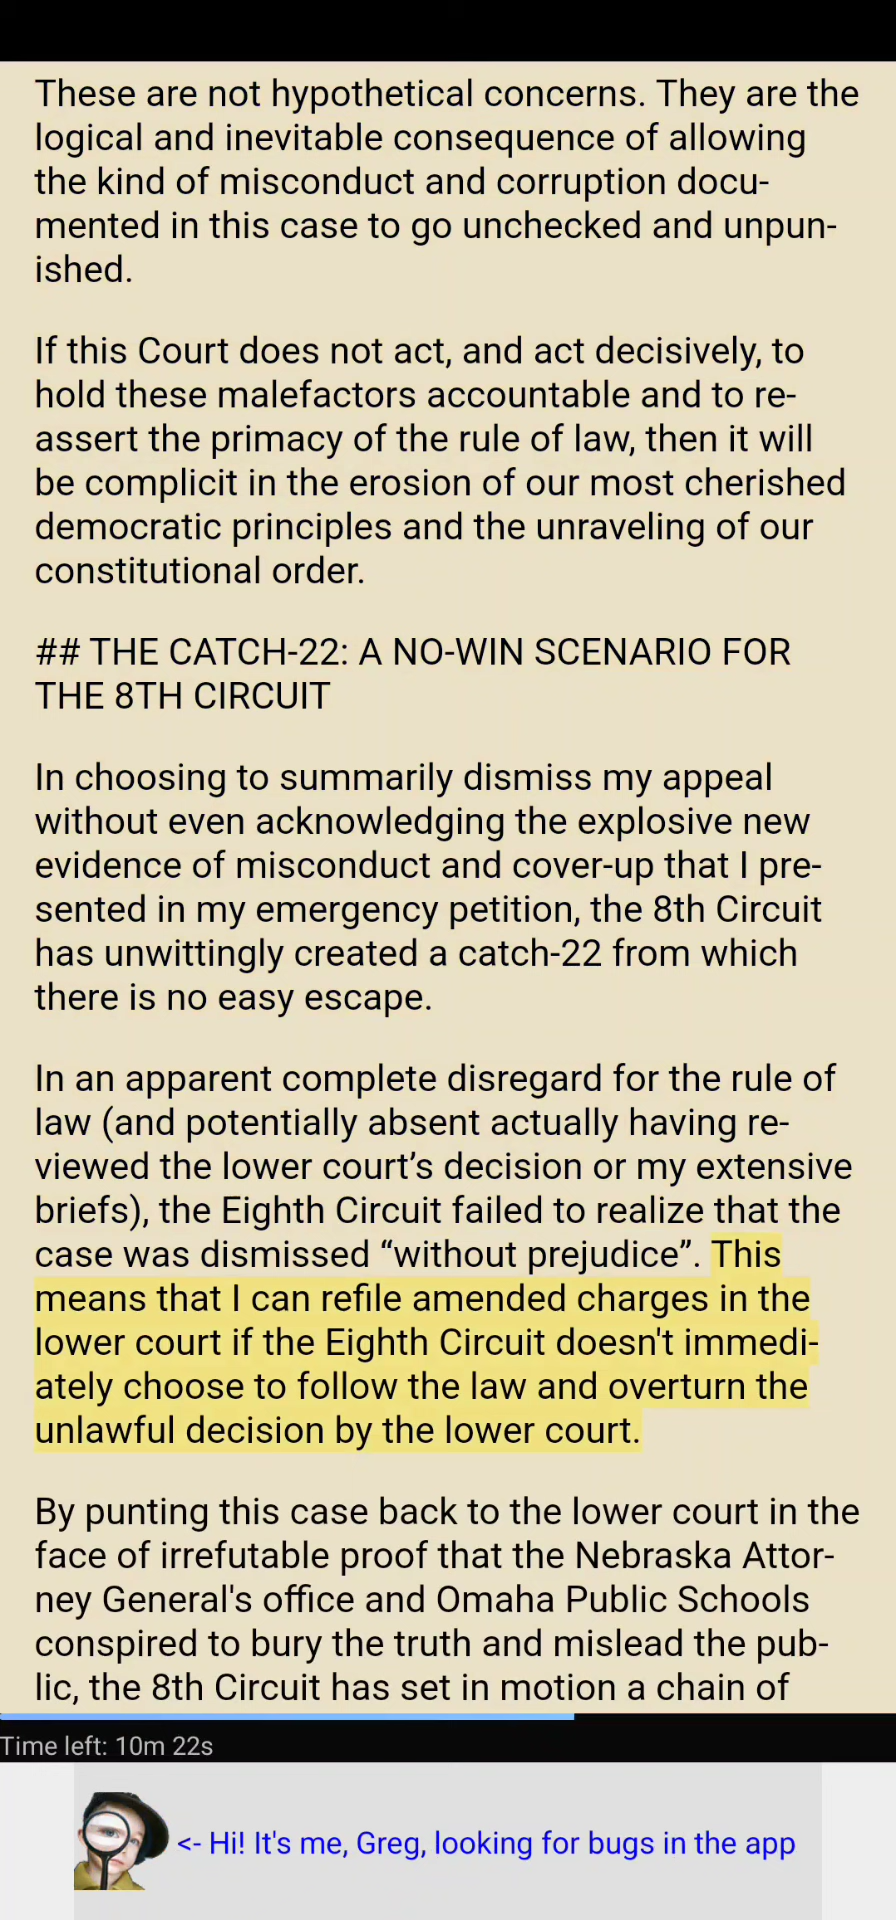 These are not hypothetical concerns. They are the
logical and inevitable consequence of allowing
the kind of misconduct and corruption docu-
mented in this case to go unchecked and unpun-
ished.
If this Court does not act, and act decisively, to
hold these malefactors accountable and to re-
assert the primacy of the rule of law, then it will
be complicit in the erosion of our most cherished
democratic principles and the unraveling of our
constitutional order.
## THE CATCH-22: A NO-WIN SCENARIO FOR
THE 8TH CIRCUIT
In choosing to summarily dismiss my appeal
without even acknowledging the explosive new
evidence of misconduct and cover-up that I pre-
sented in my emergency petition, the 8th Circuit
has unwittingly created a catch-22 from which
there is no easy escape.
In an apparent complete disregard for the rule of
law (and potentially absent actually having re-
viewed the lower court’s decision or my extensive
briefs), the Eighth Circuit failed to realize that the
case was dismissed “without prejudice”. This
means that I can refile amended charges in the
lower court if the Eighth Circuit doesn't immedi-
ately choose to follow the law and overturn the
unlawful decision by the lower court.
By punting this case back to the lower court in the
face of irrefutable proof that the Nebraska Attor-
ney General's office and Omaha Public Schools
conspired to bury the truth and mislead the pub-
lic, the 8th Circuit has set in motion a chain of
Time left: 10m 22s
<- Hi! It's me, Greg, looking for bugs in the app